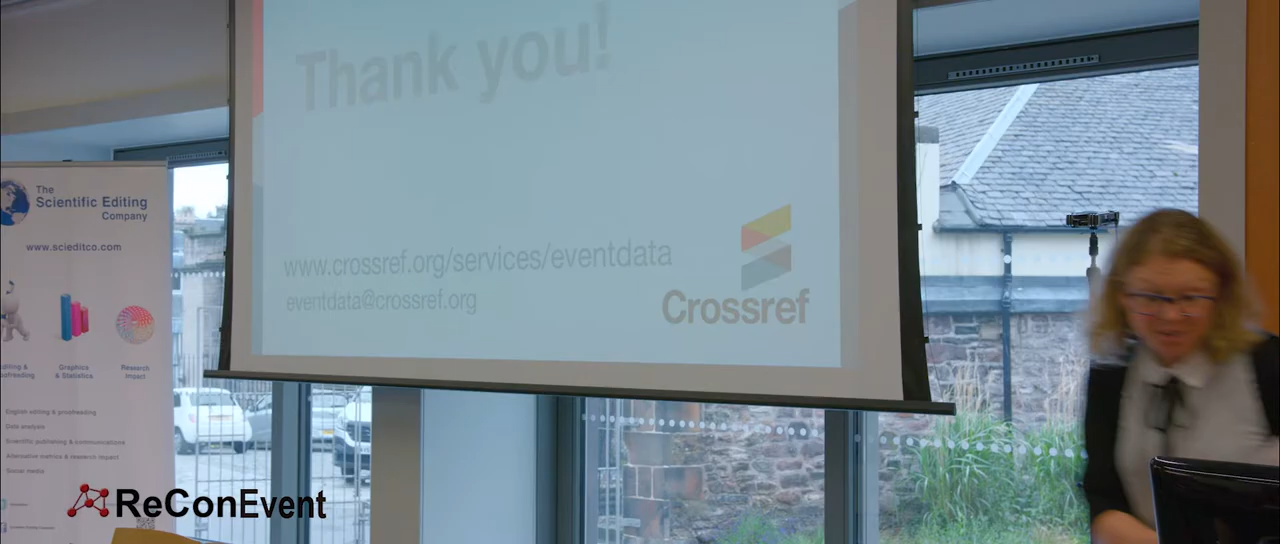 Thank you!
www.crossref.org/services/eventdata
eventdata@crossref.org
Crossref
The
Scientific Editing
Company
www.scieditco.com
Graphics
& Statistics
Research
Impact
English editing & proofreading
Data analysis
Scientific publishing & communications
Alternative metrics & research impact
Social media
ReConEvent